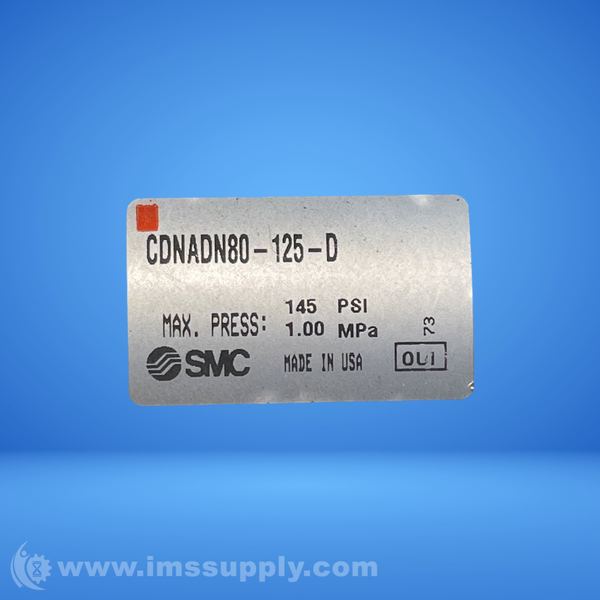 CDNADN80-125-D
MAX. PRESS: 145 PSI
1.00 MPa
73
SMC
MADE IN USA
OUI
www.imssupply.com